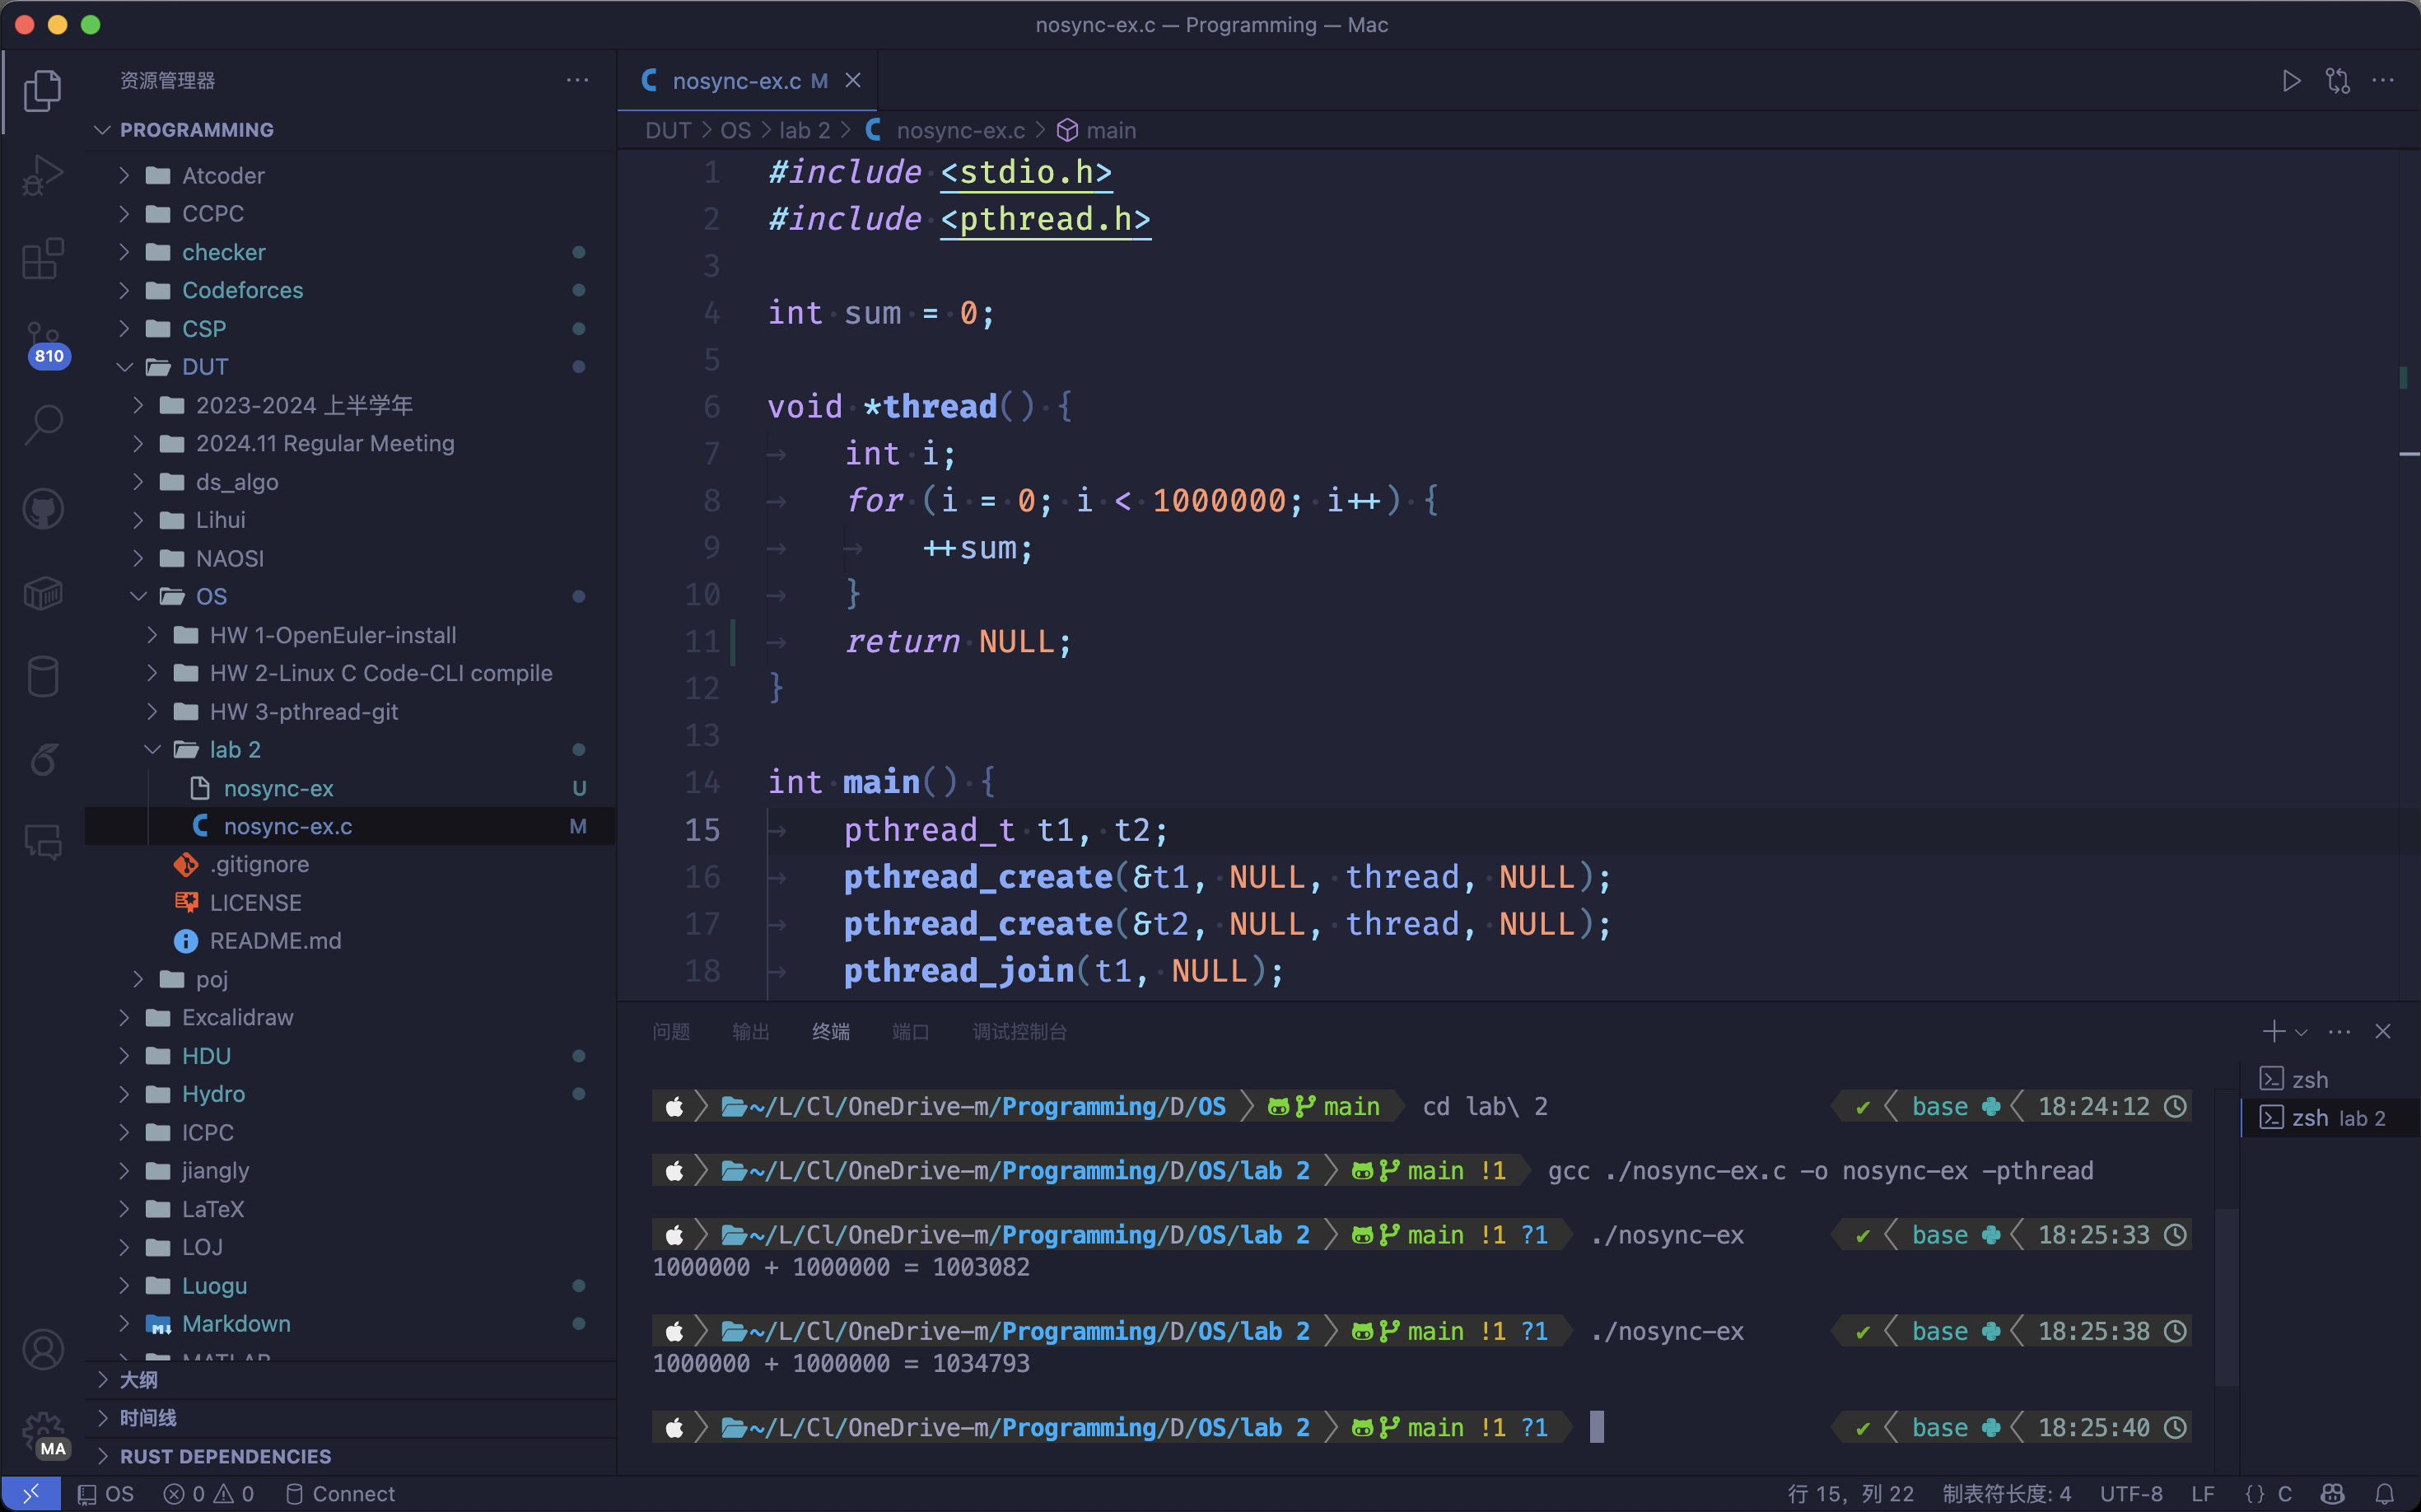 nosync-ex.c — Programming — Mac
资源管理器
PROGRAMMING
Atcoder
CCPC
checker
Codeforces
CSP
810
DUT
2023-2024 上半学年
2024.11 Regular Meeting
ds_algo
Lihui
NAOSI
OS
HW 1-OpenEuler-install
HW 2-Linux C Code-CLI compile
HW 3-pthread-git
lab 2
nosync-ex U
nosync-ex.c M
.gitignore
LICENSE
README.md
poj
Excalidraw
HDU
Hydro
ICPC
jiangly
LaTeX
LOJ
Luogu
Markdown
MATLAB
大纲
时间线
RUST DEPENDENCIES
MA
nosync-ex.c M
DUT > OS > lab 2 > nosync-ex.c > main
1 #include <stdio.h>
2 #include <pthread.h>
3
4 int sum = 0;
5
6 void *thread() {
7 int i;
8 for (i = 0; i < 1000000; i++) {
9 ++sum;
10 }
11 return NULL;
12 }
13
14 int main() {
15 pthread_t t1, t2;
16 pthread_create(&t1, NULL, thread, NULL);
17 pthread_create(&t2, NULL, thread, NULL);
18 pthread_join(t1, NULL);
问题 输出 终端 端口 调试控制台
~/L/Cl/OneDrive-m/Programming/D/OS main cd lab\ 2 ✔ base 18:24:12
~/L/Cl/OneDrive-m/Programming/D/OS/lab 2 main !1 gcc ./nosync-ex.c -o nosync-ex -pthread
~/L/Cl/OneDrive-m/Programming/D/OS/lab 2 main !1 ?1 ./nosync-ex ✔ base 18:25:33
1000000 + 1000000 = 1003082
~/L/Cl/OneDrive-m/Programming/D/OS/lab 2 main !1 ?1 ./nosync-ex ✔ base 18:25:38
1000000 + 1000000 = 1034793
~/L/Cl/OneDrive-m/Programming/D/OS/lab 2 main !1 ?1 ✔ base 18:25:40
zsh
zsh lab 2
OS 0 0 Connect
行 15，列 22 制表符长度: 4 UTF-8 LF {} C